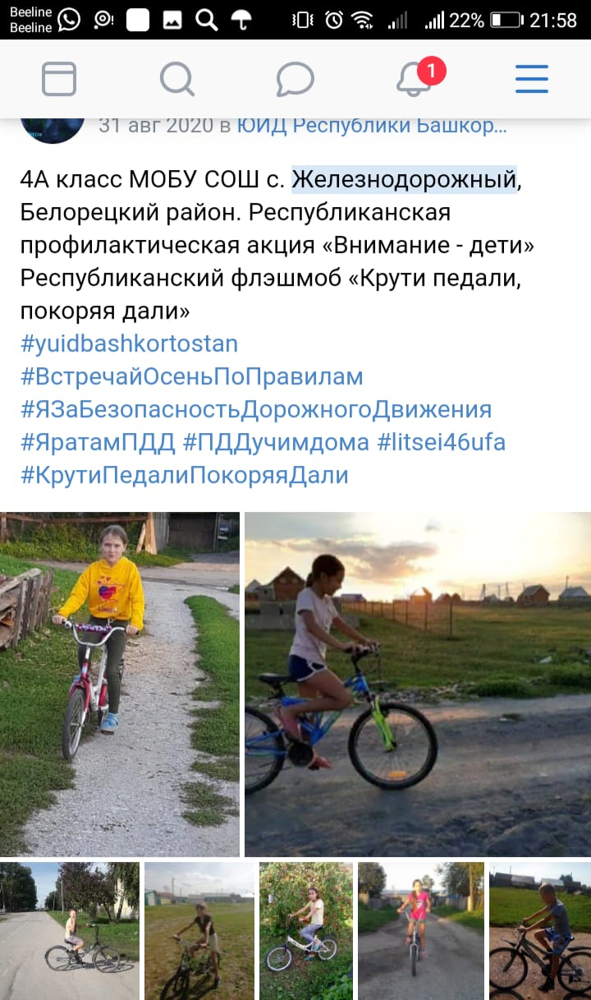 Beeline
Beeline
22% 21:58
1
31 авг 2020 в ЮИД Республики Башкор...
4А класс МОБУ СОШ с. Железнодорожный,
Белорецкий район. Республиканская
профилактическая акция «Внимание - дети»
Республиканский флэшмоб «Крути педали,
покоряя дали»
#yuidbashkortostan
#ВстречайОсеньПоПравилам
#ЯЗаБезопасностьДорожногоДвижения
#ЯратамПДД #ПДДучимдома #litsei46ufa
#КрутиПедалиПокоряяДали